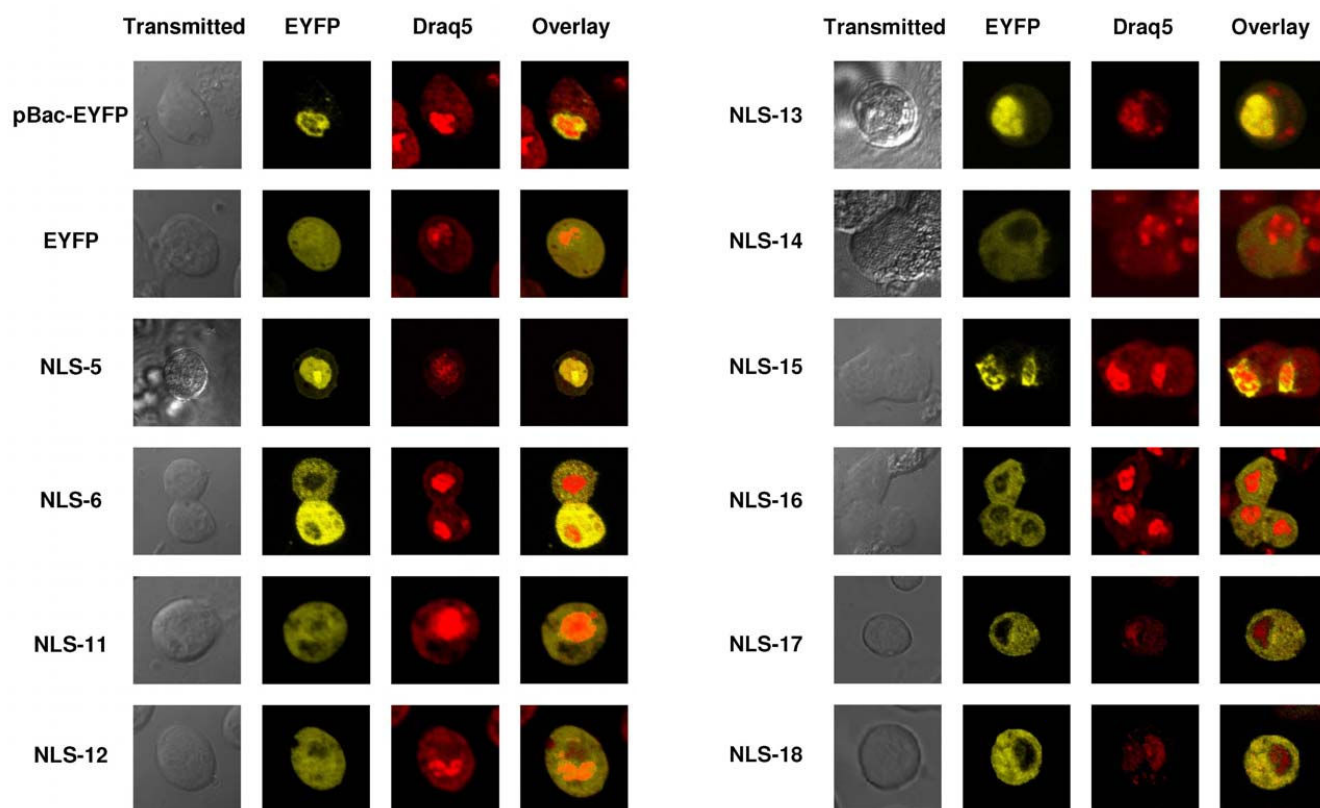 Transmitted EYFP Draq5 Overlay
pBac-EYFP
EYFP
NLS-5
NLS-6
NLS-11
NLS-12
Transmitted EYFP Draq5 Overlay
NLS-13
NLS-14
NLS-15
NLS-16
NLS-17
NLS-18